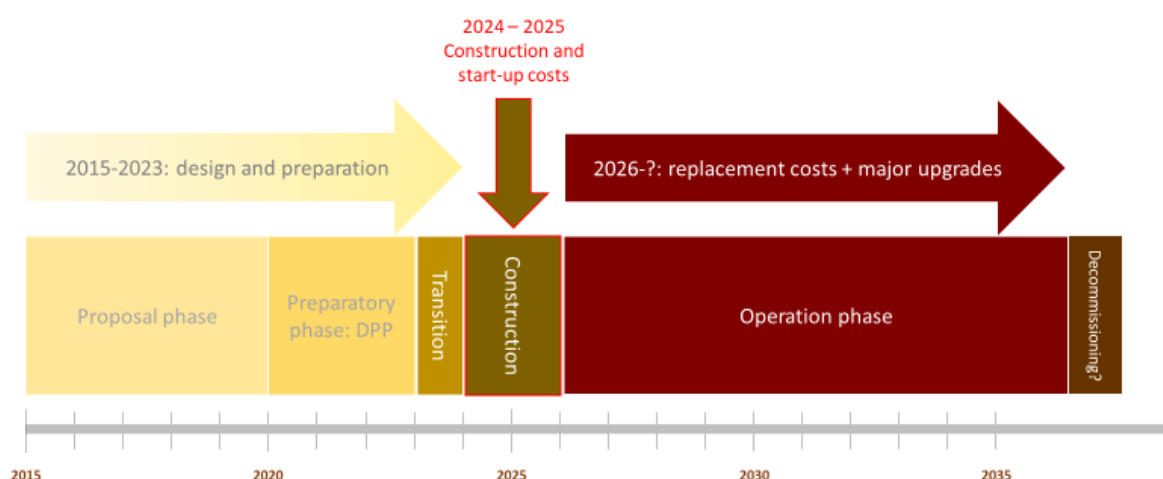 2024 – 2025
Construction and
start-up costs
2015-2023: design and preparation
2026-?: replacement costs + major upgrades
Proposal phase
Preparatory
phase: DPP
Transition
Construction
Operation phase
Decommissioning?
2015
2020
2025
2030
2035